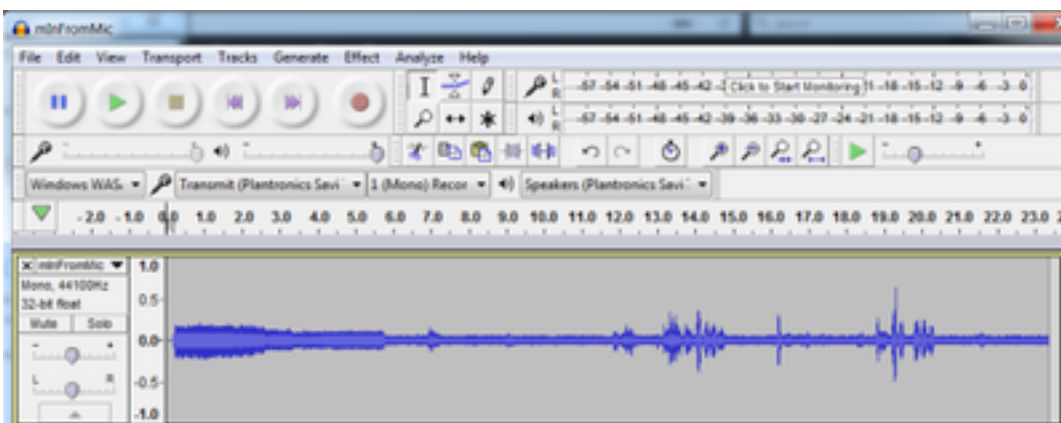 mInFromMic
File Edit View Transport Tracks Generate Effect Analyze Help
L
R
-57 -54 -51 -48 -45 -42 Click to Start Monitoring -18 -15 -12 -9 -6 -3 0
L
R
-57 -54 -51 -48 -45 -42 -39 -36 -33 -30 -27 -24 -21 -18 -15 -12 -9 -6 -3 0
Windows WAS. Transmit (Plantronics Savi 1 (Mono) Recor Speakers (Plantronics Savi
-2.0 -1.0 0.0 1.0 2.0 3.0 4.0 5.0 6.0 7.0 8.0 9.0 10.0 11.0 12.0 13.0 14.0 15.0 16.0 17.0 18.0 19.0 20.0 21.0 22.0 23.0
mInFromMic 1.0
Mono, 44100Hz
32-bit float 0.5
Mute Solo
- + 0.0
L R -0.5
-1.0